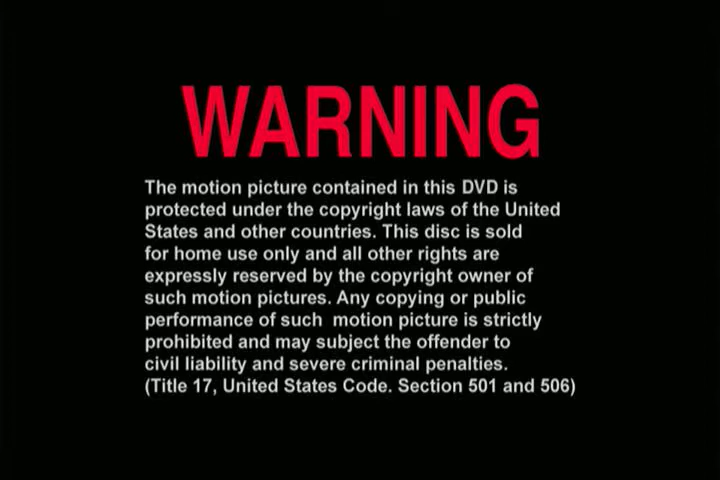 WARNING
The motion picture contained in this DVD is
protected under the copyright laws of the United
States and other countries. This disc is sold
for home use only and all other rights are
expressly reserved by the copyright owner of
such motion pictures. Any copying or public
performance of such  motion picture is strictly
prohibited and may subject the offender to
civil liability and severe criminal penalties.
(Title 17, United States Code. Section 501 and 506)